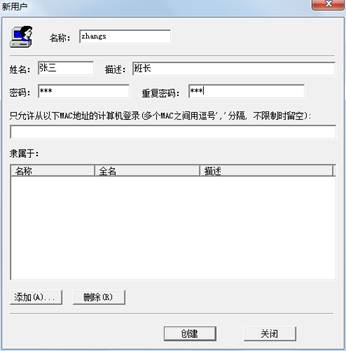 新用户
名称: zhangs
姓名: 张三 描述: 班长
密码: *** 重复密码: ***
只允许从以下MAC地址的计算机登录(多个MAC之间用逗号','分隔, 不限制时留空):
隶属于:
名称 全名 描述
添加(A)... 删除(R)
创建 关闭